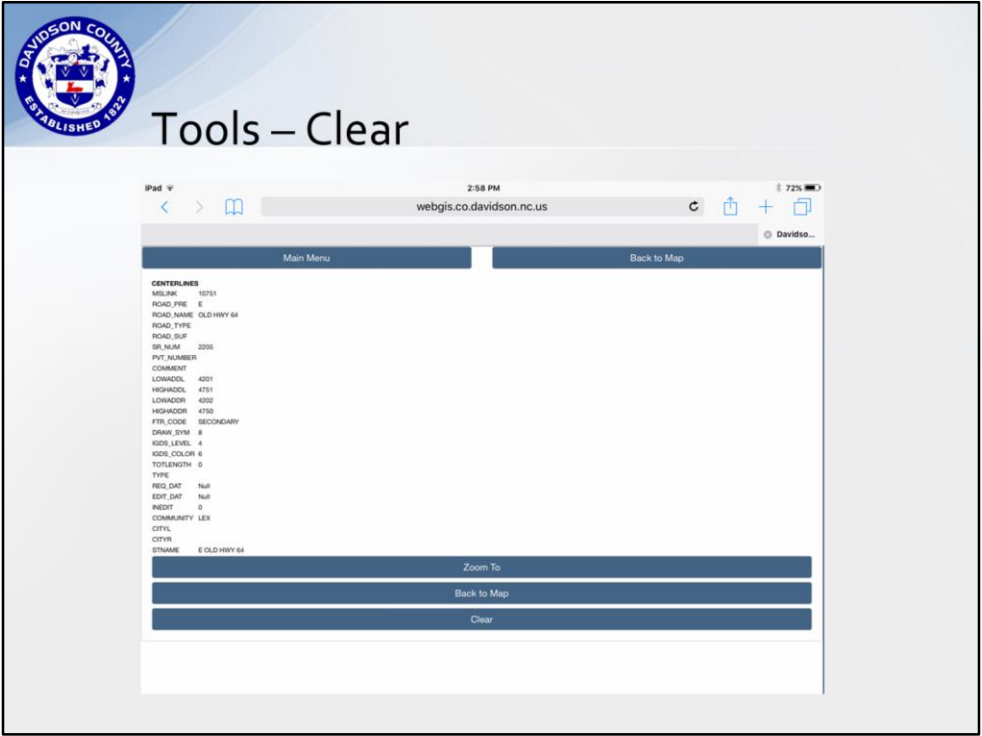 DAVIDSON COUNTY
ESTABLISHED 1822
Tools – Clear
iPad
2:58 PM
72%
webgis.co.davidson.nc.us
Davidso...
Main Menu
Back to Map
CENTERLINES
MSLINK 10751
ROAD_PRE E
ROAD_NAME OLD HWY 64
ROAD_TYPE
ROAD_SUF
SR_NUM 2205
PVT_NUMBER
COMMENT
LOWADDL 4201
HIGHADDL 4751
LOWADDR 4202
HIGHADDR 4750
FTR_CODE SECONDARY
DRAW_SYM 8
IGDS_LEVEL 4
IGDS_COLOR 6
TOTLENGTH 0
TYPE
REQ_DAT Null
EDIT_DAT Null
INEDIT 0
COMMUNITY LEX
CITYL
CITYR
STNAME E OLD HWY 64
Zoom To
Back to Map
Clear